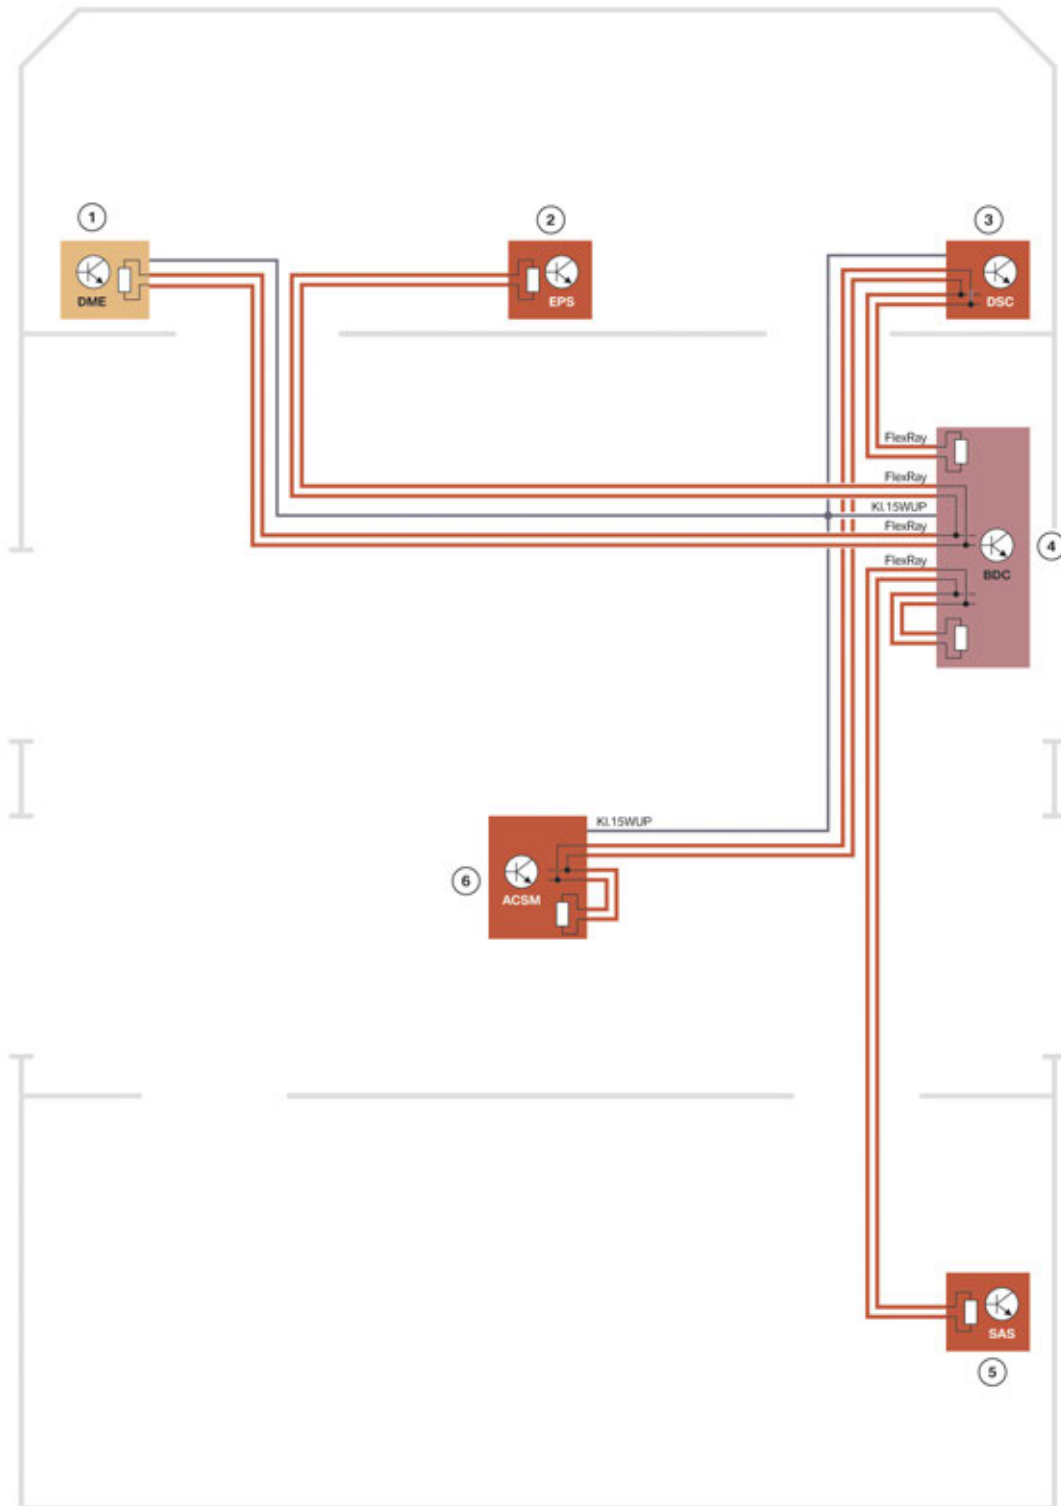 1
2
3
DME
EPS
DSC
FlexRay
FlexRay
Kl.15WUP
FlexRay
4
FlexRay
BDC
Kl.15WUP
6
ACSM
SAS
5